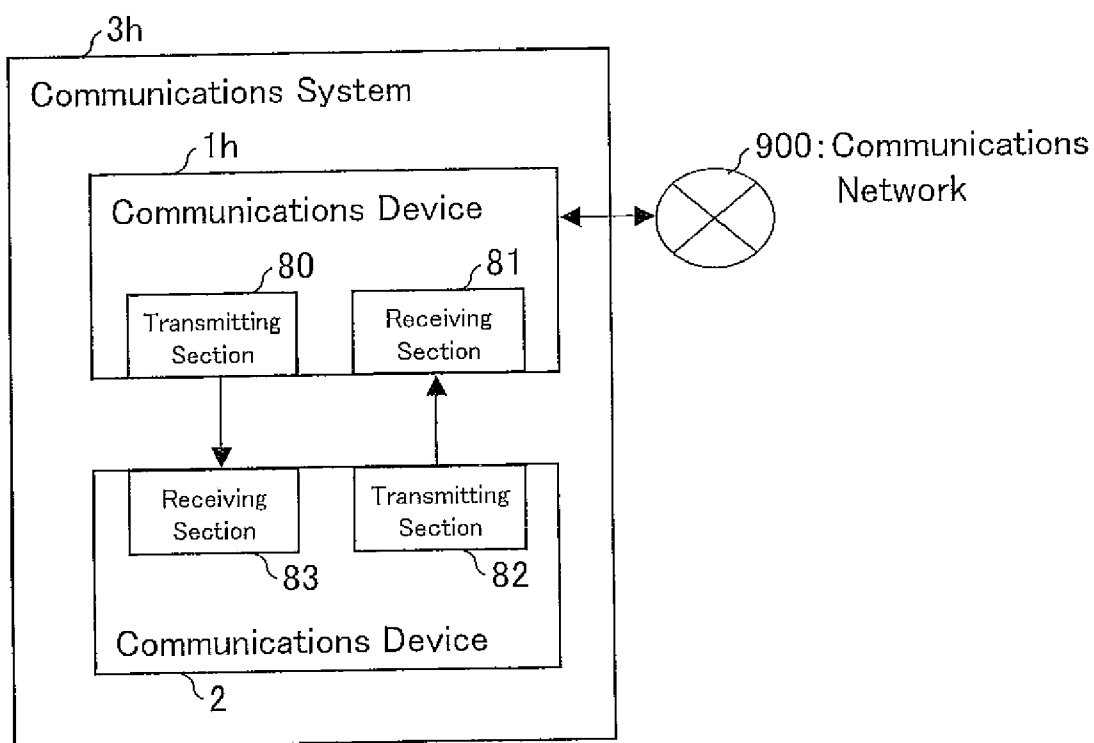 3h
Communications System
1h
900: Communications
Network
Communications Device
80
81
Transmitting
Section
Receiving
Section
Receiving
Section
Transmitting
Section
83
82
Communications Device
2